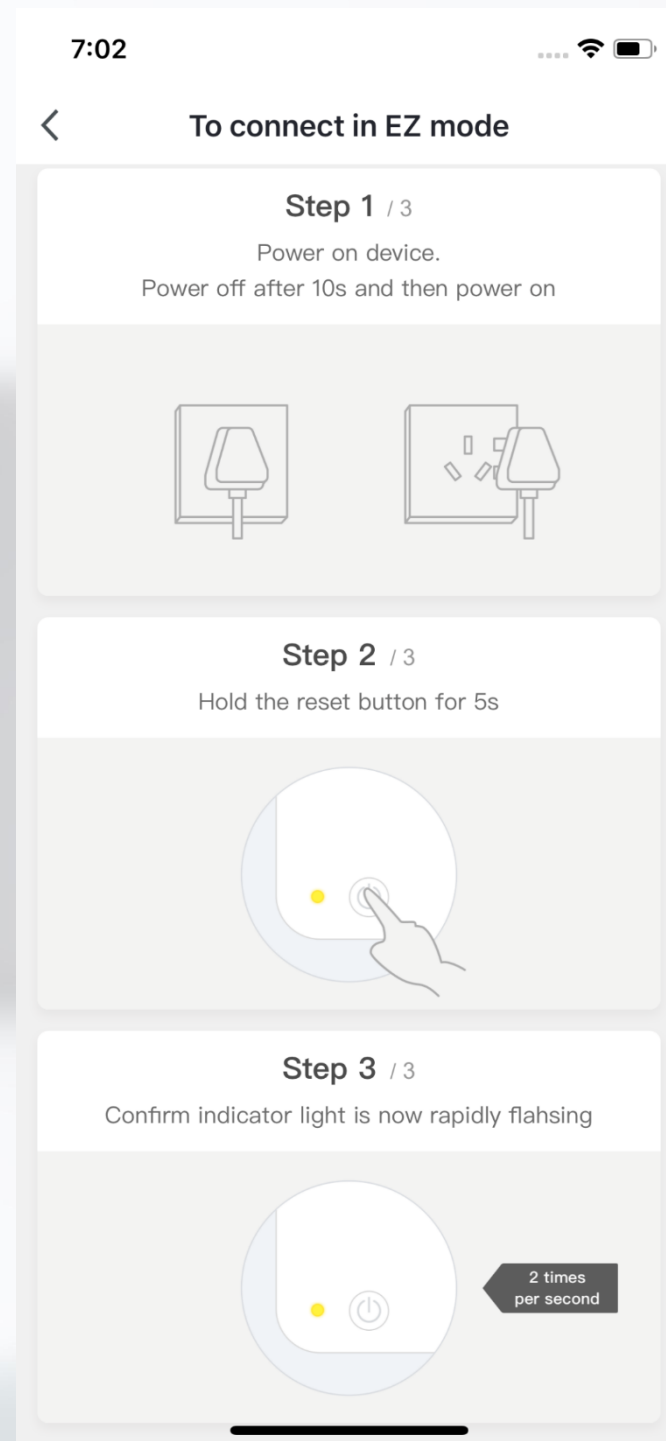 7:02
To connect in EZ mode
Step 1 / 3
Power on device.
Power off after 10s and then power on
Step 2 / 3
Hold the reset button for 5s
Step 3 / 3
Confirm indicator light is now rapidly flahsing
2 times
per second